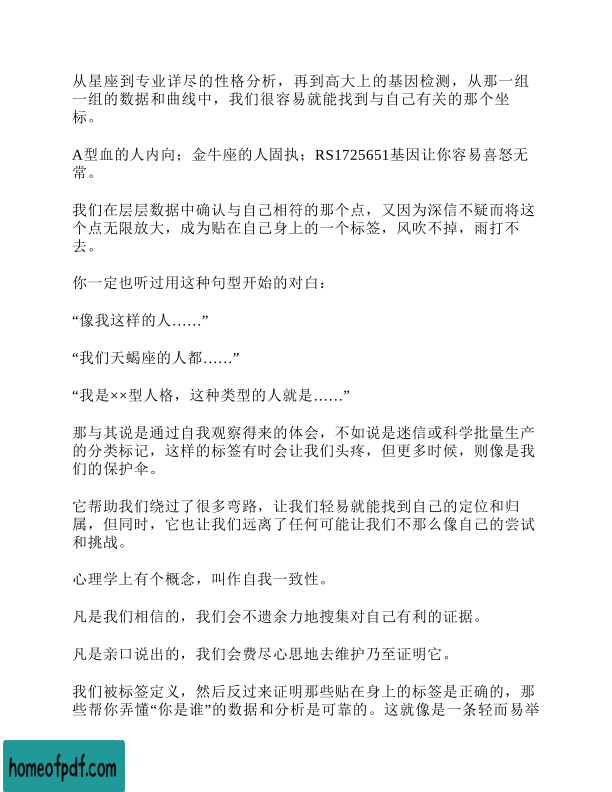 从星座到专业详尽的性格分析，再到高大上的基因检测，从那一组
一组的数据和曲线中，我们很容易就能找到与自己有关的那个坐
标。
A型血的人内向；金牛座的人固执；RS1725651基因让你容易喜怒无
常。
我们在层层数据中确认与自己相符的那个点，又因为深信不疑而将这
个点无限放大，成为贴在自己身上的一个标签，风吹不掉，雨打不
去。
你一定也听过用这种句型开始的对白：
“像我这样的人……”
“我们天蝎座的人都……”
“我是××型人格，这种类型的人就是……”
那与其说是通过自我观察得来的体会，不如说是迷信或科学批量生产
的分类标记，这样的标签有时会让我们头疼，但更多时候，则像是我
们的保护伞。
它帮助我们绕过了很多弯路，让我们轻易就能找到自己的定位和归
属，但同时，它也让我们远离了任何可能让我们不那么像自己的尝试
和挑战。
心理学上有个概念，叫作自我一致性。
凡是我们相信的，我们会不遗余力地搜集对自己有利的证据。
凡是亲口说出的，我们会费尽心思地去维护乃至证明它。
我们被标签定义，然后反过来证明那些贴在身上的标签是正确的，那
些帮你弄懂“你是谁”的数据和分析是可靠的。这就像是一条轻而易举
homeofpdf.com